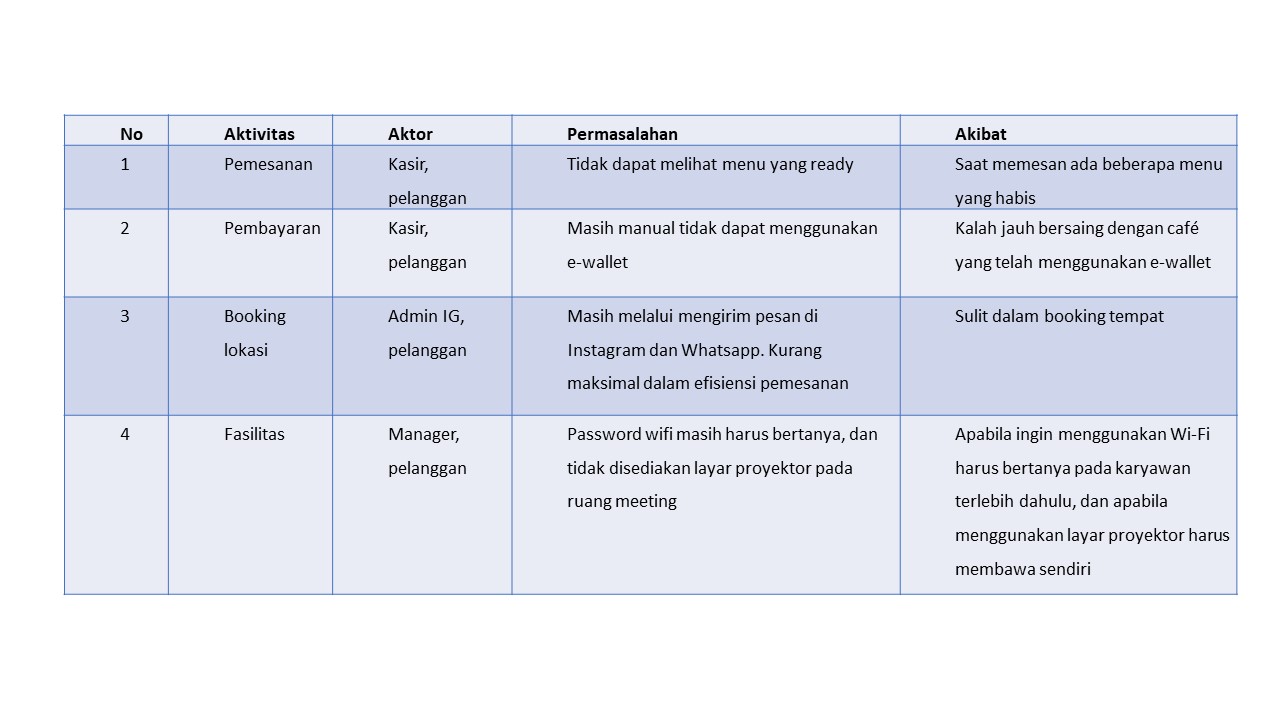 No Aktivitas Aktor Permasalahan Akibat
1 Pemesanan Kasir, Tidak dapat melihat menu yang ready Saat memesan ada beberapa menu
pelanggan yang habis
2 Pembayaran Kasir, Masih manual tidak dapat menggunakan Kalah jauh bersaing dengan café
pelanggan e-wallet yang telah menggunakan e-wallet
3 Booking Admin IG, Masih melalui mengirim pesan di Sulit dalam booking tempat
lokasi pelanggan Instagram dan Whatsapp. Kurang
maksimal dalam efisiensi pemesanan
4 Fasilitas Manager, Password wifi masih harus bertanya, dan Apabila ingin menggunakan Wi-Fi
pelanggan tidak disediakan layar proyektor pada harus bertanya pada karyawan
ruang meeting terlebih dahulu, dan apabila
menggunakan layar proyektor harus
membawa sendiri